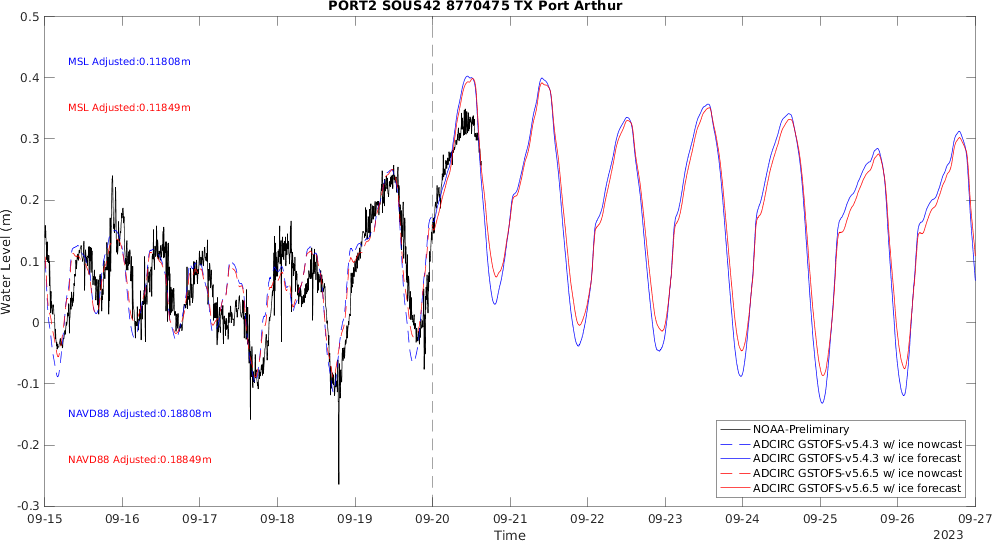 PORT2 SOUS42 8770475 TX Port Arthur
0.5
0.4
0.3
0.2
0.1
0
-0.1
-0.2
-0.3
Water Level (m)
MSL Adjusted:0.11808m
MSL Adjusted:0.11849m
NAVD88 Adjusted:0.18808m
NAVD88 Adjusted:0.18849m
NOAA-Preliminary
ADCIRC GSTOFS-v5.4.3 w/ ice nowcast
ADCIRC GSTOFS-v5.4.3 w/ ice forecast
ADCIRC GSTOFS-v5.6.5 w/ ice nowcast
ADCIRC GSTOFS-v5.6.5 w/ ice forecast
09-15 09-16 09-17 09-18 09-19 09-20 09-21 09-22 09-23 09-24 09-25 09-26 09-27
Time
2023